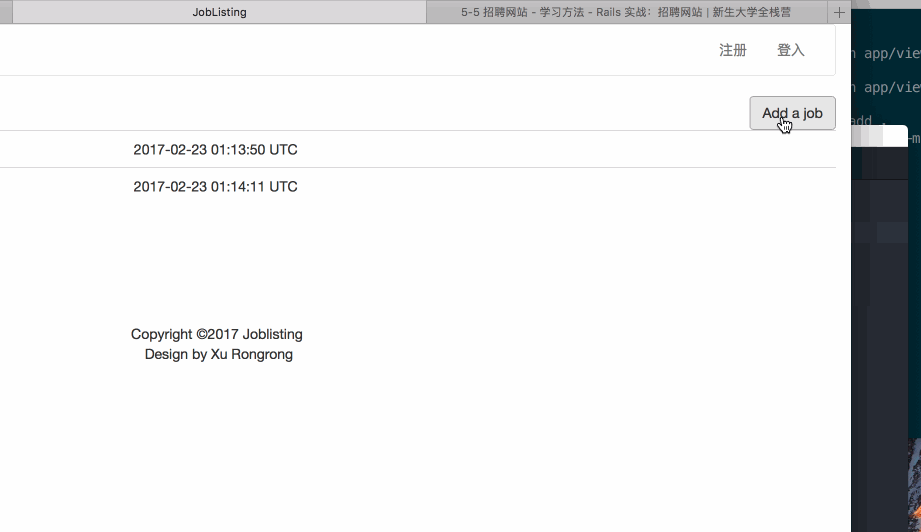 JobListing
5-5 招聘网站 - 学习方法 - Rails 实战：招聘网站 | 新生大学全栈营
注册 登入
Add a job
2017-02-23 01:13:50 UTC
2017-02-23 01:14:11 UTC
Copyright ©2017 Joblisting
Design by Xu Rongrong
n app/view
n app/view
add .
-m